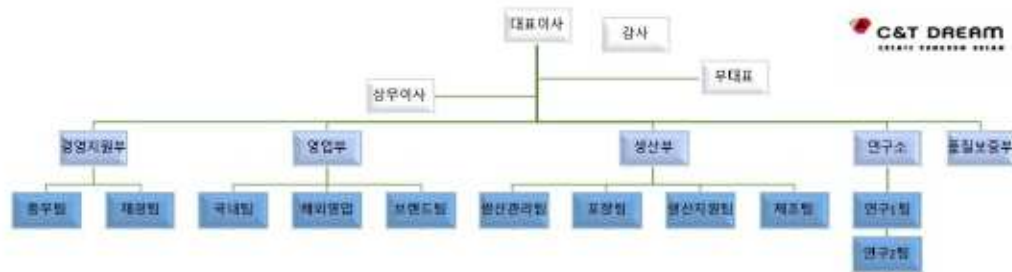 대표이사
감사
C&T DREAM
CREATE TOMORROW DREAM
부대표
상무이사
경영지원부
영업부
생산부
연구소
품질보증부
총무팀
재경팀
국내팀
해외영업
브랜드팀
생산관리팀
포장팀
생산지원팀
제조팀
연구1팀
연구2팀